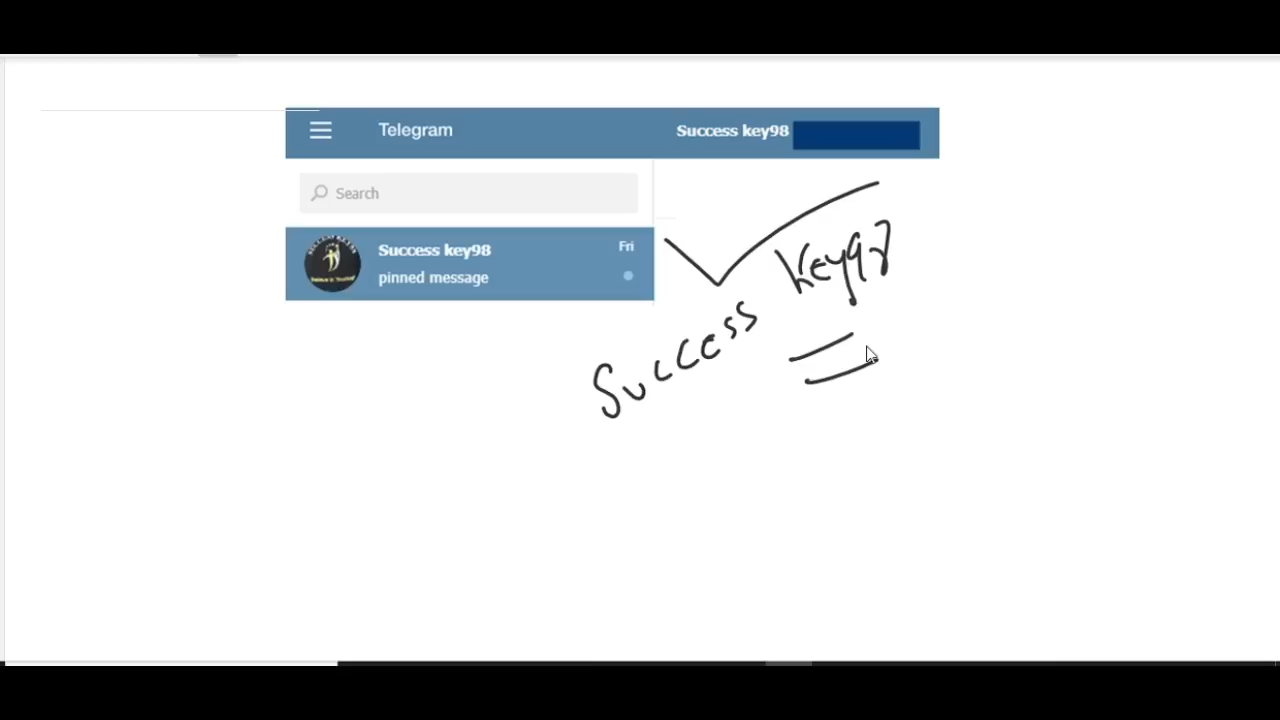 Telegram
Success key98
Search
Success key98
Fri
pinned message
Success Key98